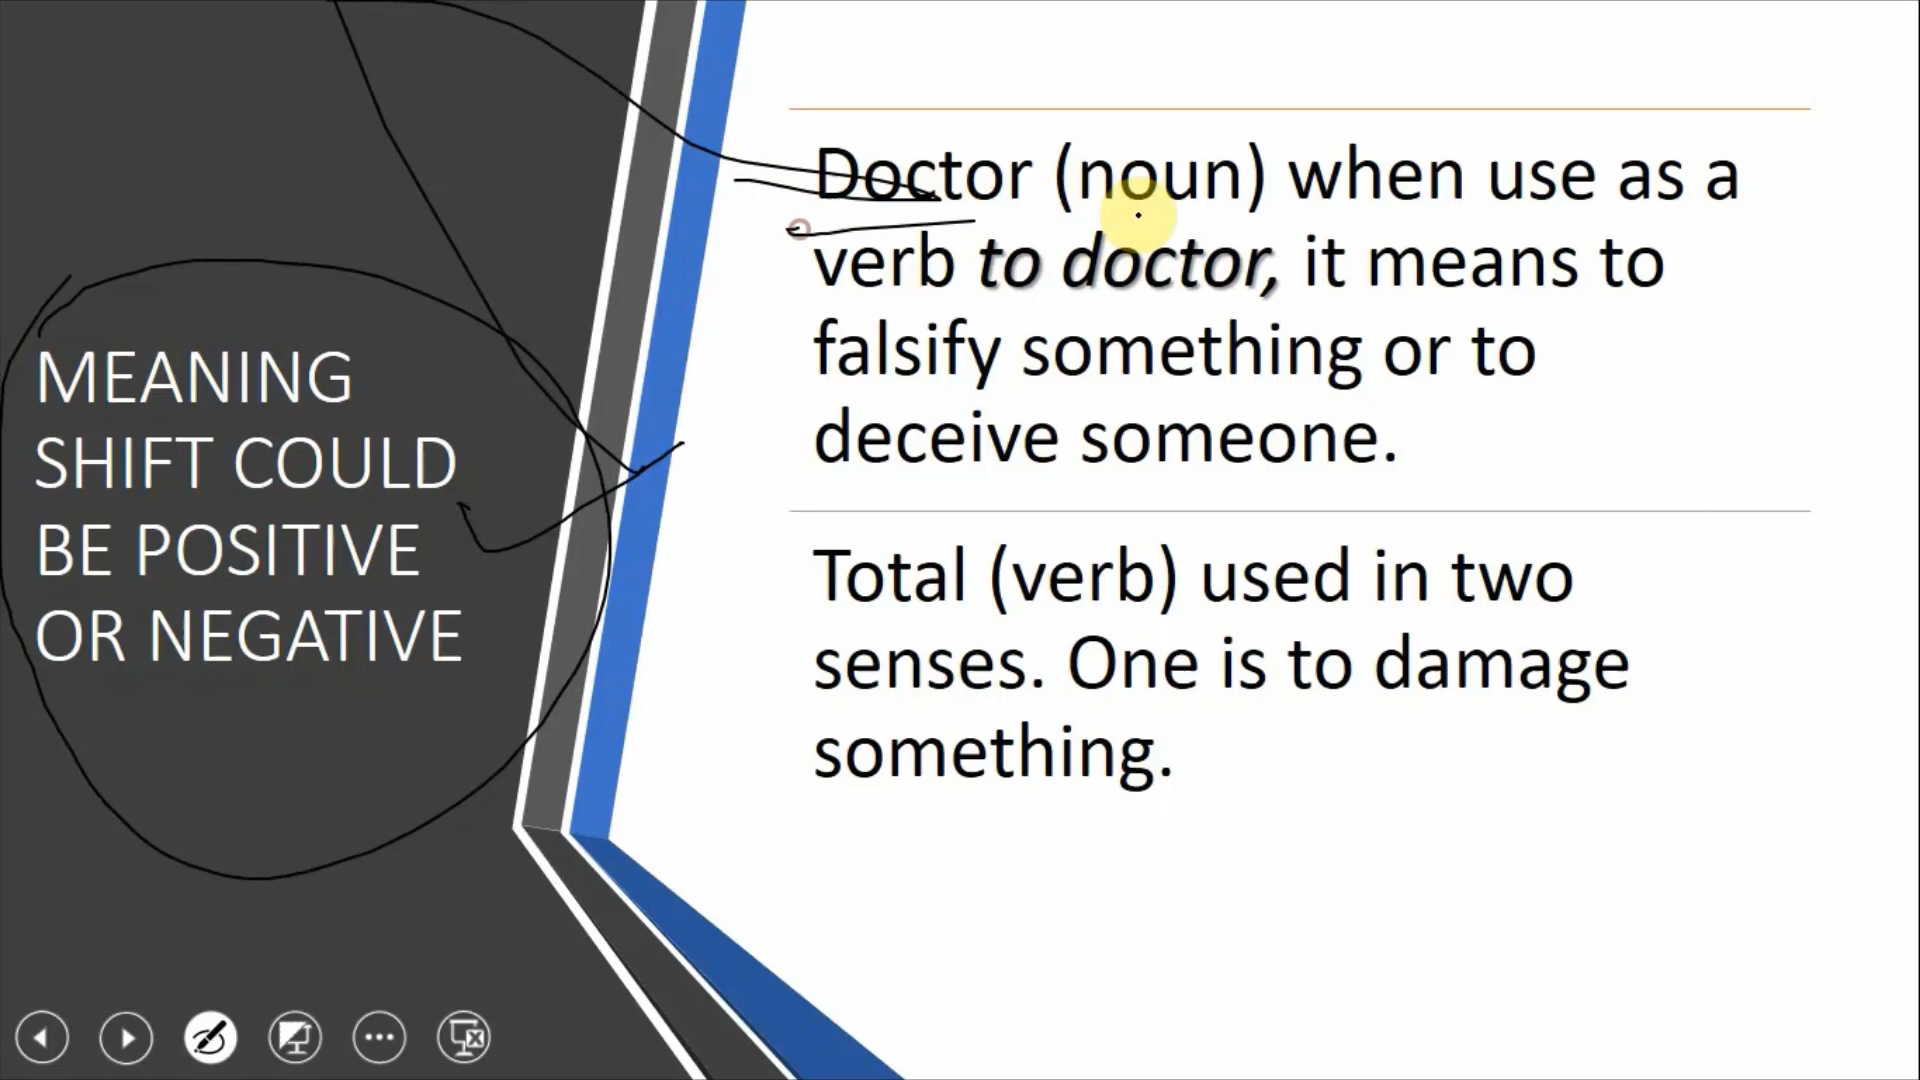 MEANING
SHIFT COULD
BE POSITIVE
OR NEGATIVE
Doctor (noun) when use as a
verb to doctor, it means to
falsify something or to
deceive someone.
Total (verb) used in two
senses. One is to damage
something.